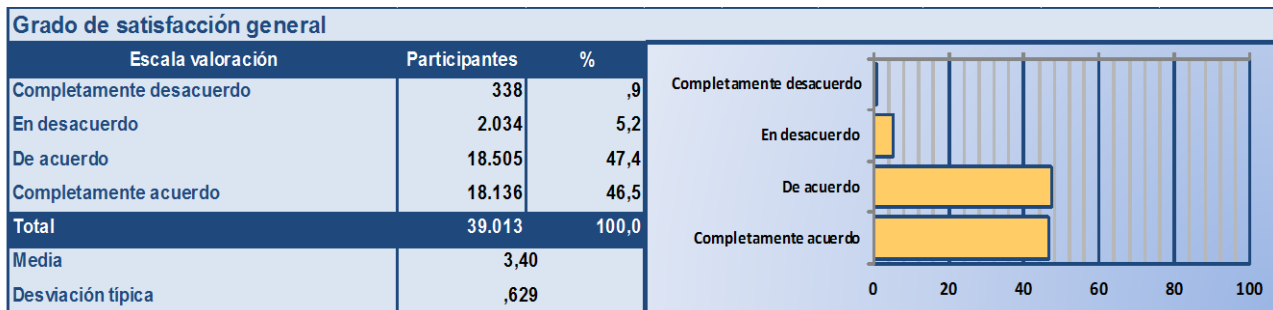 Grado de satisfacción general
Escala valoración Participantes %
Completamente desacuerdo 338 ,9
En desacuerdo 2.034 5,2
De acuerdo 18.505 47,4
Completamente acuerdo 18.136 46,5
Total 39.013 100,0
Media 3,40
Desviación típica ,629
Completamente desacuerdo
En desacuerdo
De acuerdo
Completamente acuerdo
0 20 40 60 80 100